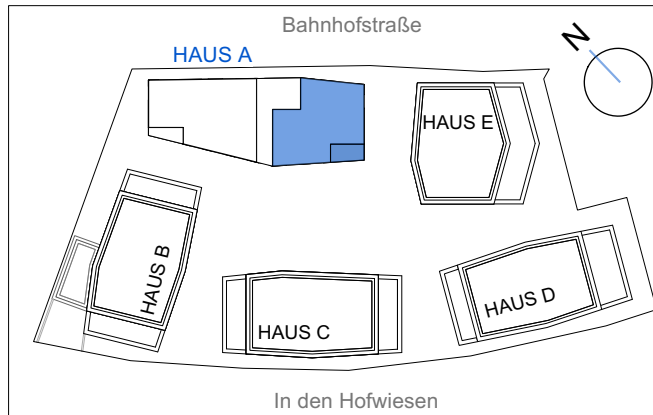 Bahnhofstraße
HAUS A
N
HAUS E
HAUS B
HAUS C
HAUS D
In den Hofwiesen